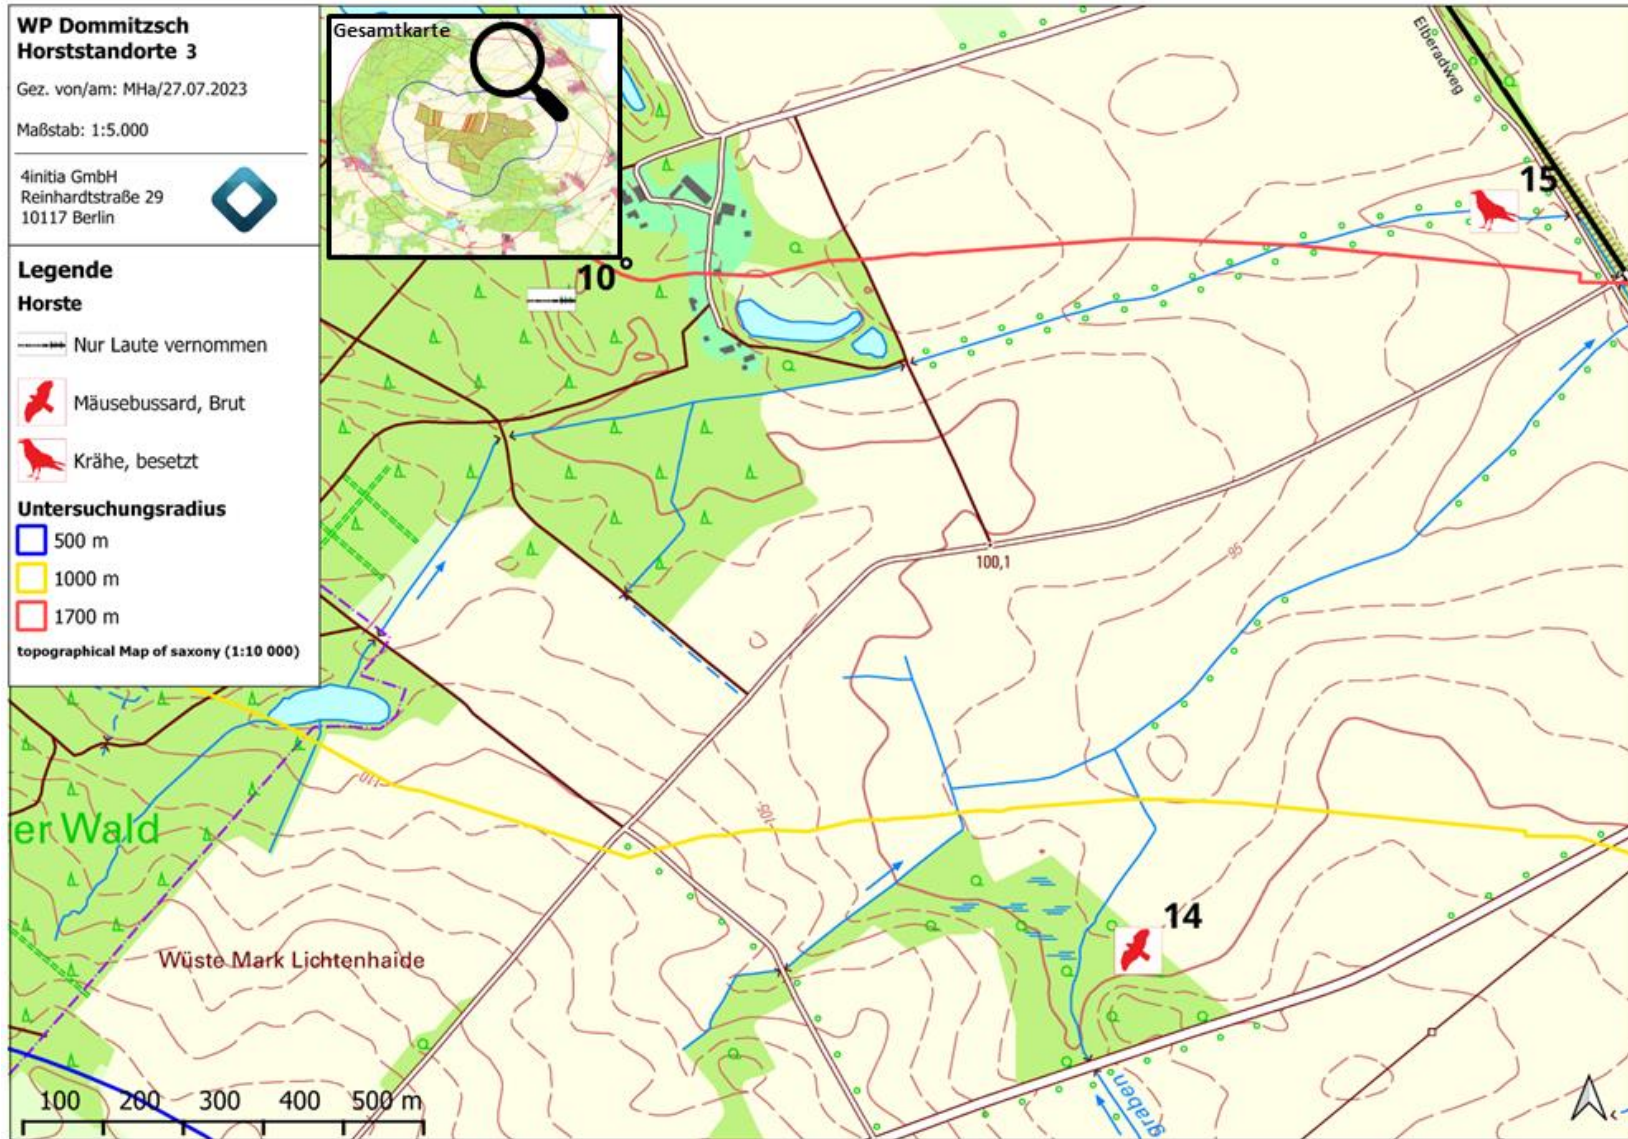 WP Dommitzsch
Horststandorte 3
Gez. von/am: MHa/27.07.2023
Maßstab: 1:5.000
4initia GmbH
Reinhardtstraße 29
10117 Berlin
Legende
Horste
Nur Laute vernommen
Mäusebussard, Brut
Krähe, besetzt
Untersuchungsradius
500 m
1000 m
1700 m
topographical Map of saxony (1:10 000)
Gesamtkarte
Elberadweg
15
10
100,1
95
110
105
er Wald
14
Wüste Mark Lichtenhaide
graben
100 200 300 400 500 m